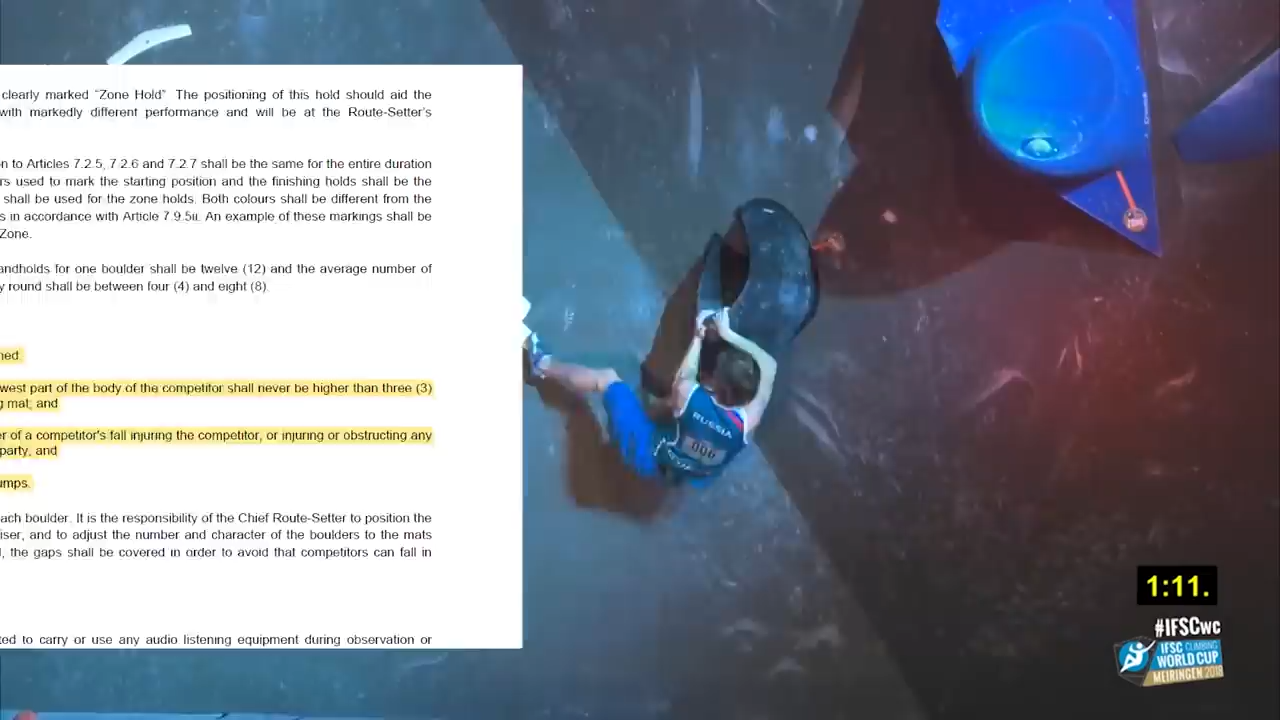 clearly marked “Zone Hold” The positioning of this hold should aid the
with markedly different performance and will be at the Route-Setter’s
n to Articles 7.2.5, 7 2.6 and 7.2.7 shall be the same for the entire duration
rs used to mark the starting position and the finishing holds shall be the
shall be used for the zone holds. Both colours shall be different from the
s in accordance with Article 7.9.5ii. An example of these markings shall be
Zone.
andholds for one boulder shall be twelve (12) and the average number of
y round shall be between four (4) and eight (8).
ned.
west part of the body of the competitor shall never be higher than three (3)
g mat; and
er of a competitor's fall injuring the competitor, or injuring or obstructing any
party, and
umps.
ach boulder. It is the responsibility of the Chief Route-Setter to position the
iser, and to adjust the number and character of the boulders to the mats
l, the gaps shall be covered in order to avoid that competitors can fall in
ted to carry or use any audio listening equipment during observation or
ZONE
RUSSIA
006
1:11.
#IFSCwc
IFSC CLIMBING
WORLD CUP
MEIRINGEN 2018